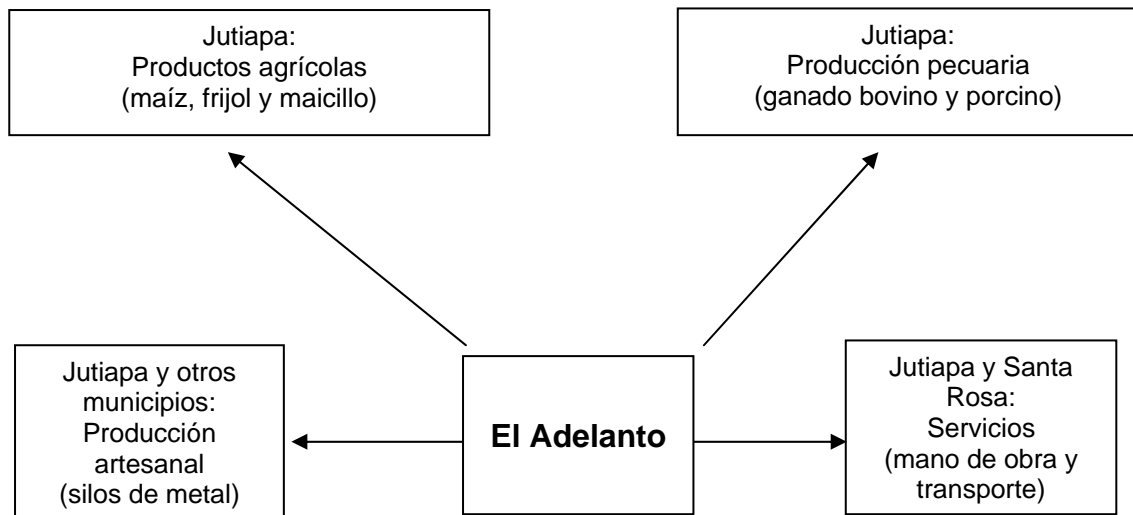 Jutiapa:
Productos agrícolas
(maíz, frijol y maicillo)
Jutiapa:
Producción pecuaria
(ganado bovino y porcino)
Jutiapa y otros
municipios:
Producción
artesanal
(silos de metal)
El Adelanto
Jutiapa y Santa
Rosa:
Servicios
(mano de obra y
transporte)